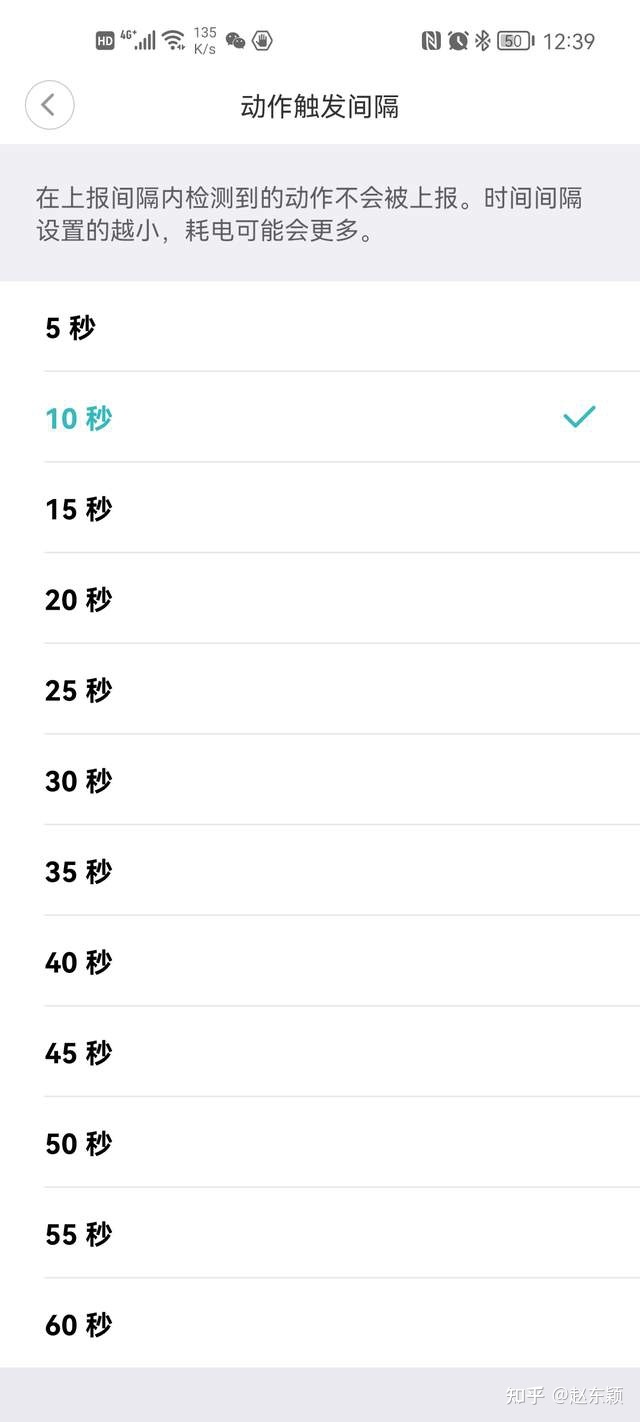 HD 4G+ 135 K/s 50 12:39
动作触发间隔
在上报间隔内检测到的动作不会被上报。时间间隔
设置的越小，耗电可能会更多。
5 秒
10 秒
15 秒
20 秒
25 秒
30 秒
35 秒
40 秒
45 秒
50 秒
55 秒
60 秒
知乎 @赵东颖